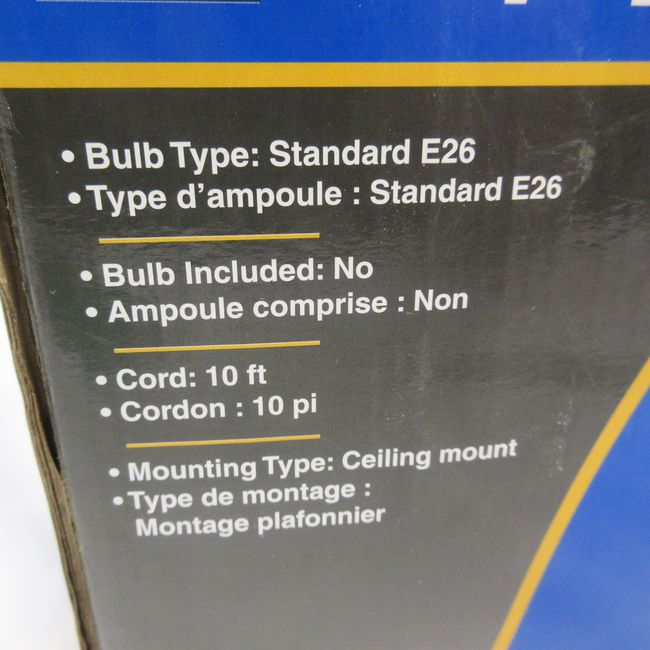 • Bulb Type: Standard E26
• Type d'ampoule : Standard E26
• Bulb Included: No
• Ampoule comprise : Non
• Cord: 10 ft
• Cordon : 10 pi
• Mounting Type: Ceiling mount
• Type de montage :
Montage plafonnier